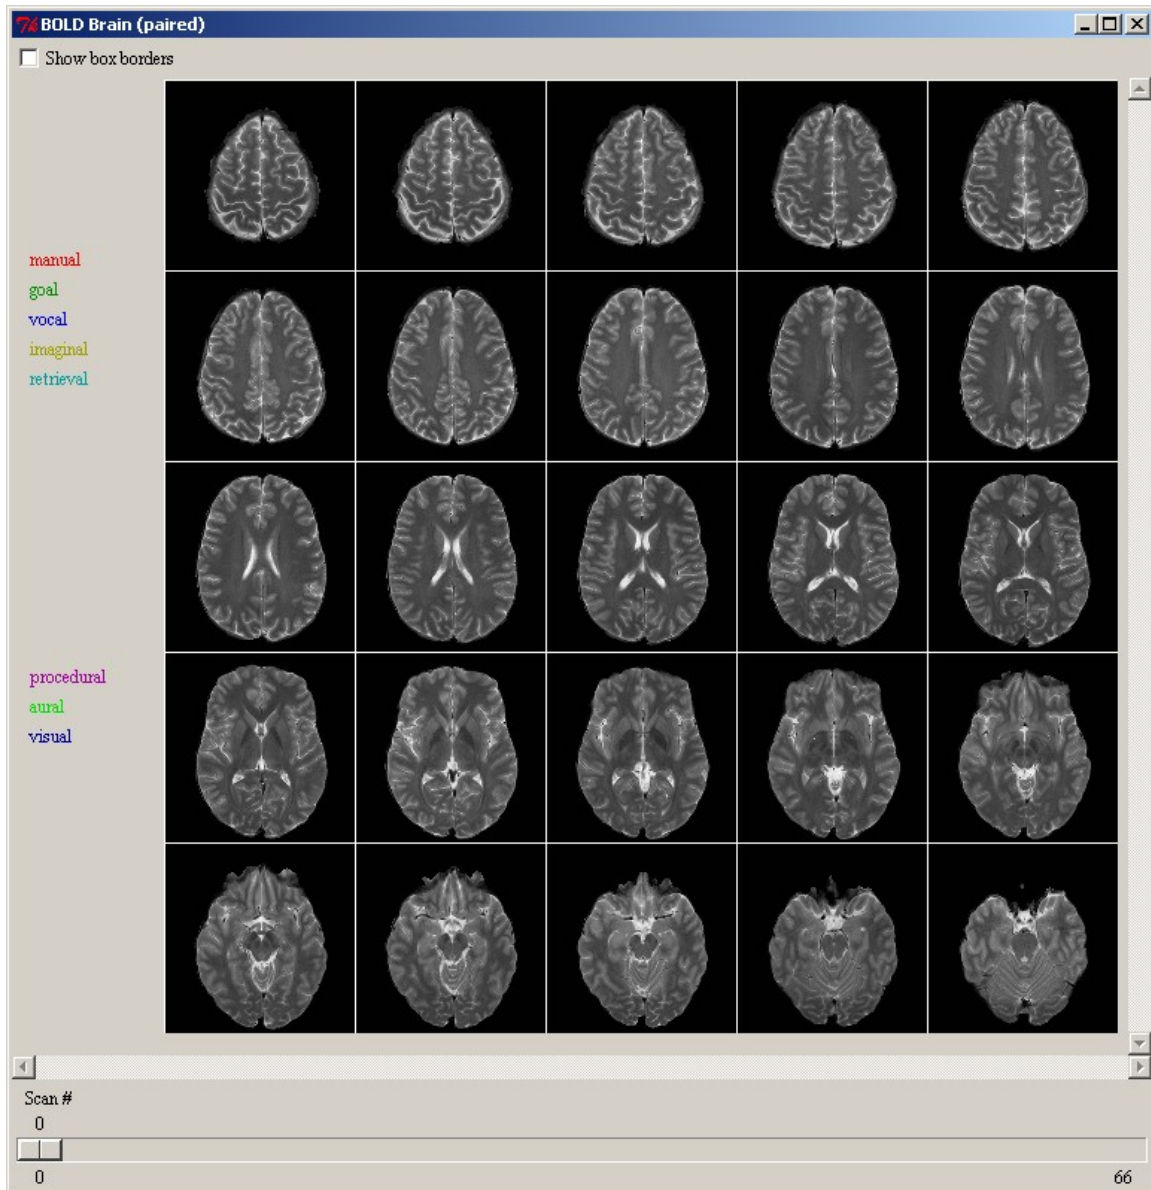 BOLD Brain (paired)
Show box borders
manual
goal
vocal
imaginal
retrieval
procedural
aural
visual
Scan #
0
0
66